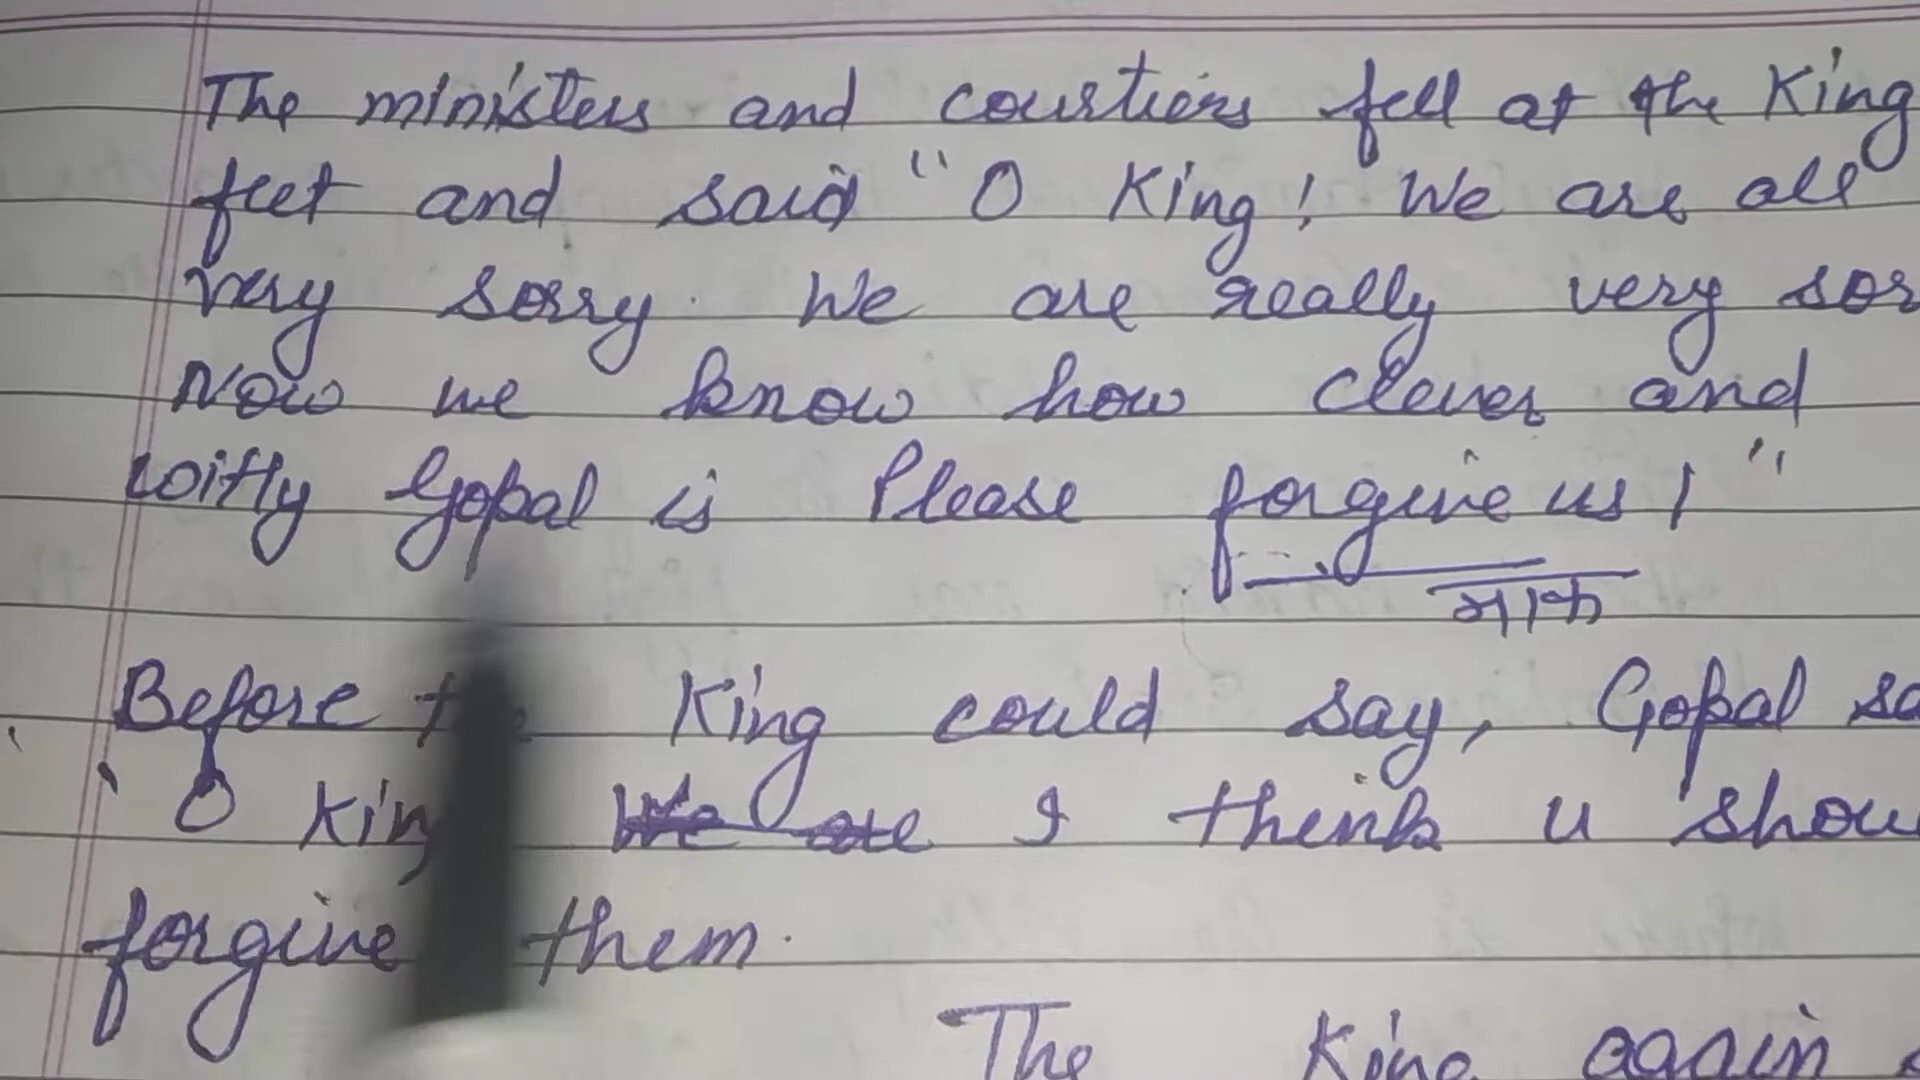 The ministers and courtiers fell at the King
feet and said "O King! We are all
very sorry. We are really very sor
Now we know how clever and
witty Gopal is Please forgive us!"
माफ
Before the King could say, Gopal sa
"O King I think u shou
forgive them.
The King again